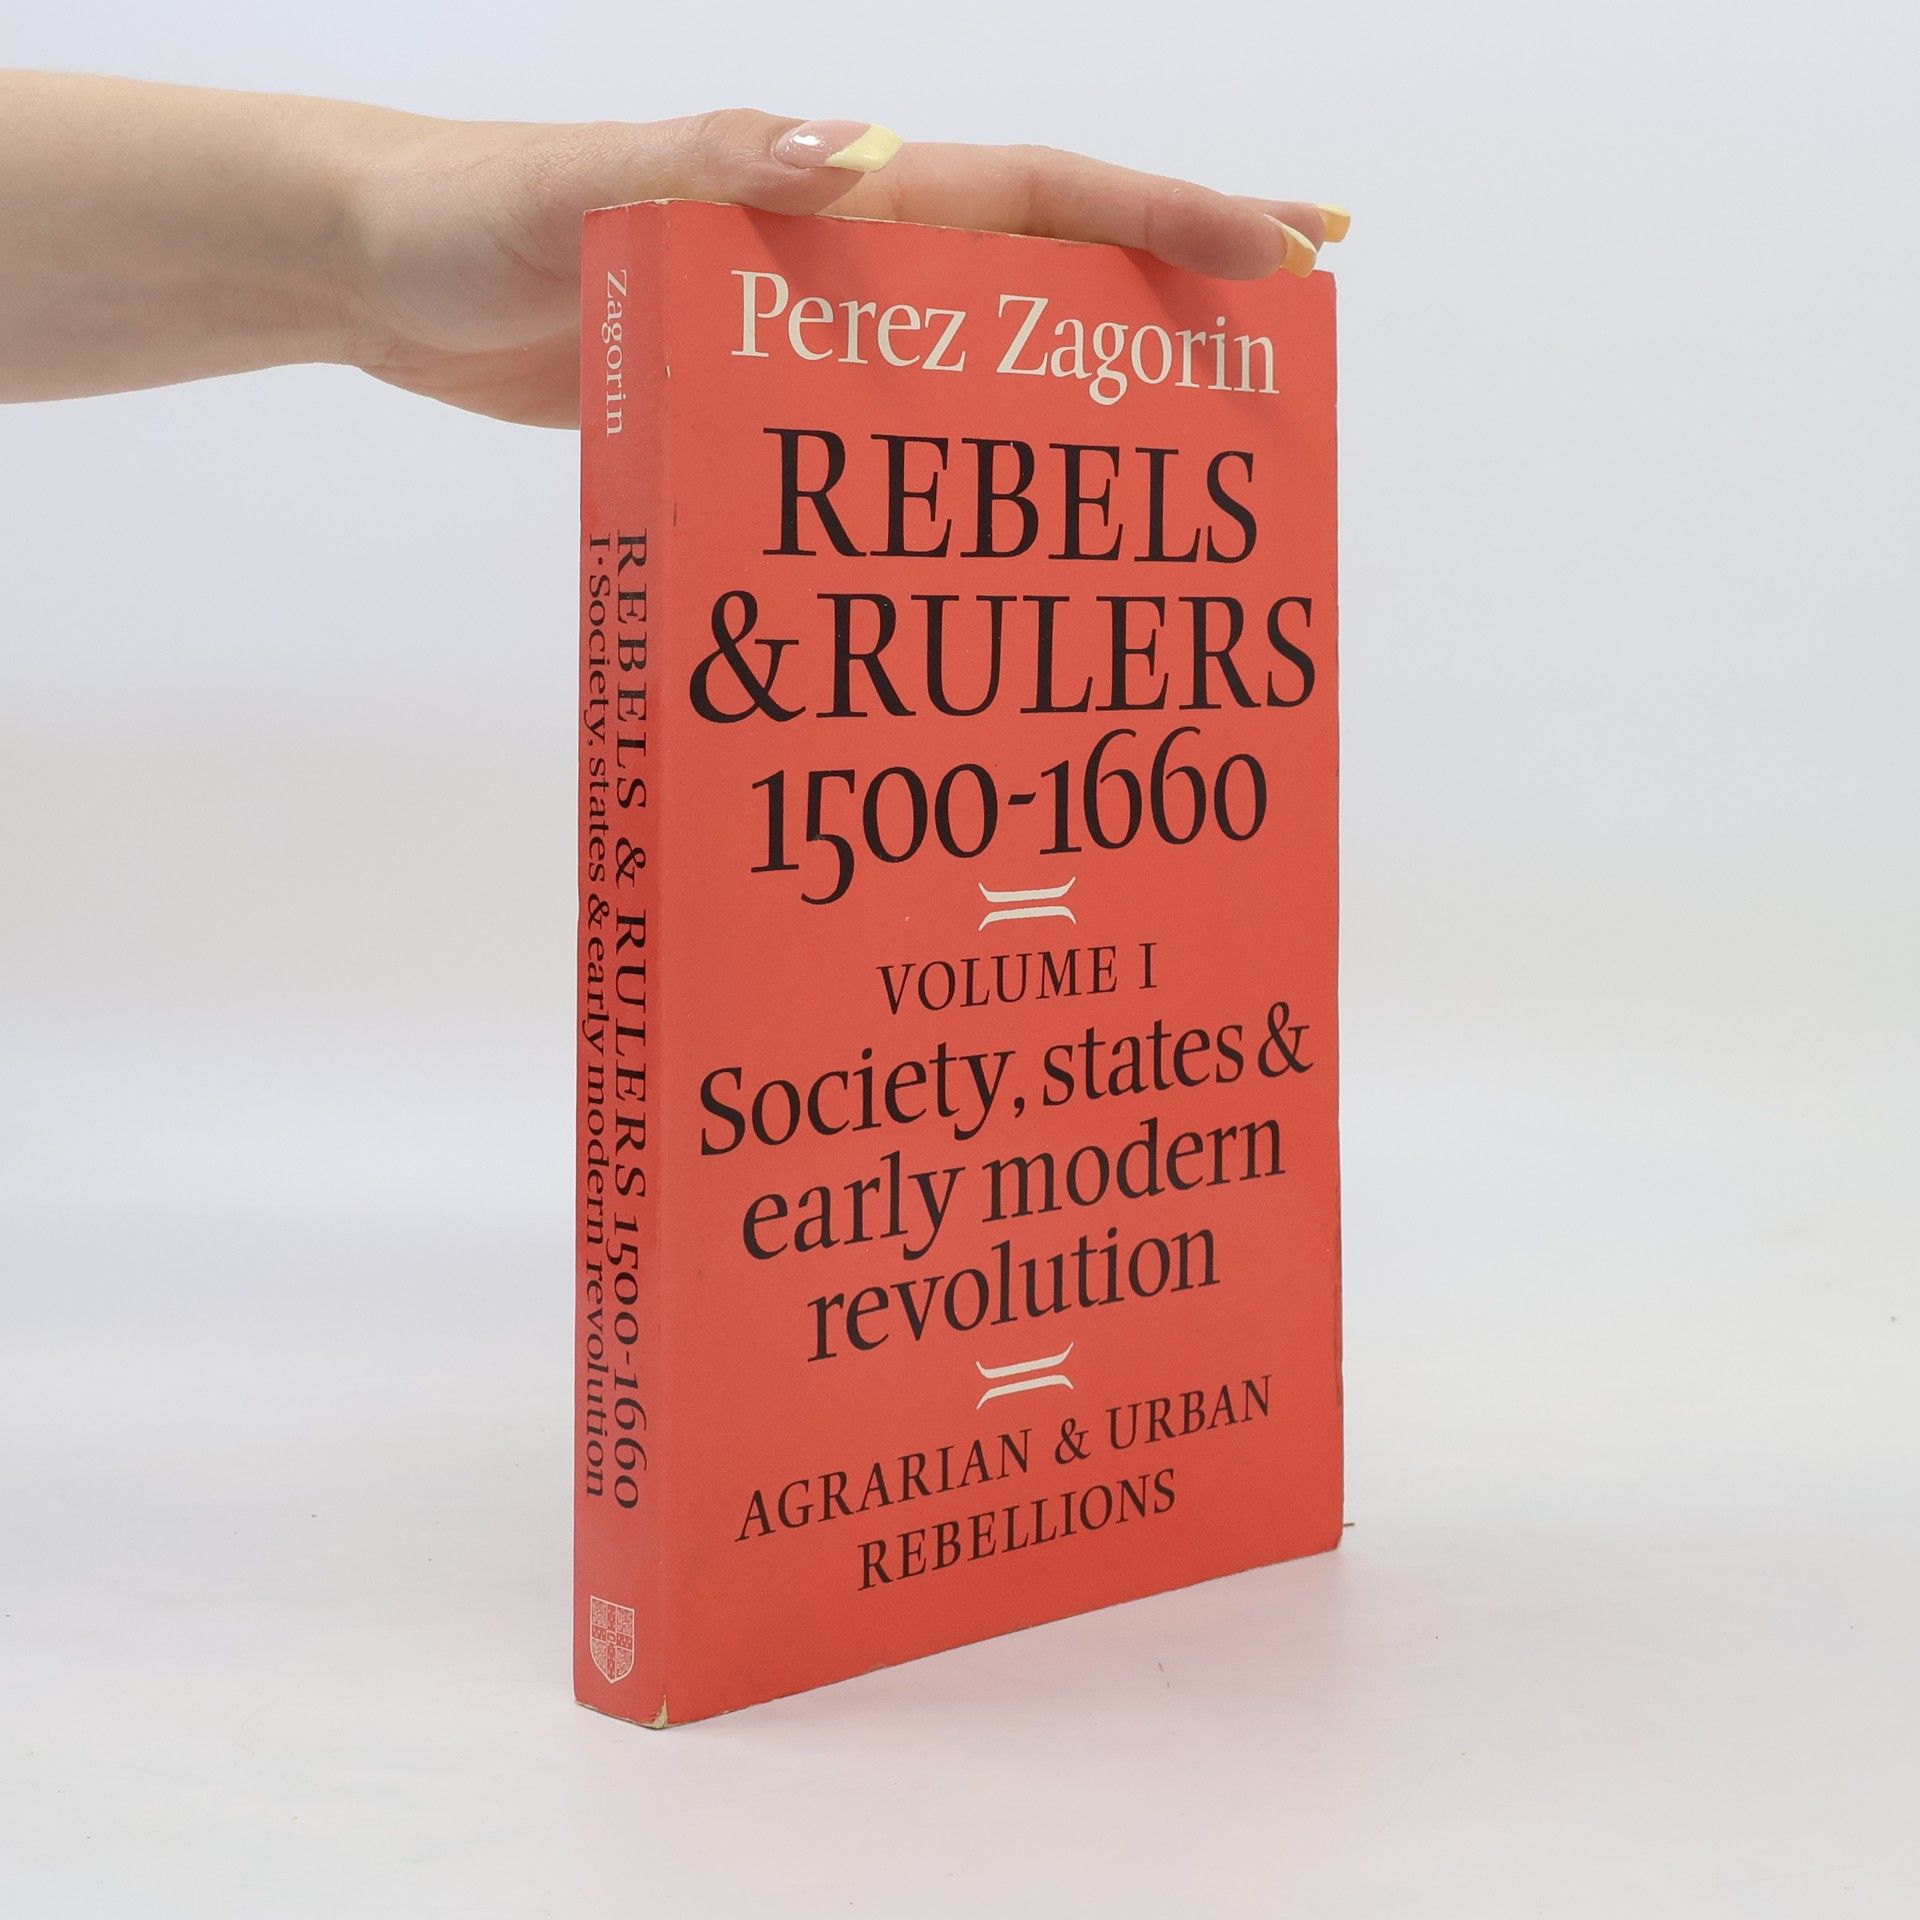 Zagorin
REBELS & RULERS 1500-1660
I·Society, states & early modern revolution
Perez Zagorin
REBELS
& RULERS
1500-1660
VOLUME I
Society, states &
early modern
revolution
AGRARIAN & URBAN
REBELLIONS